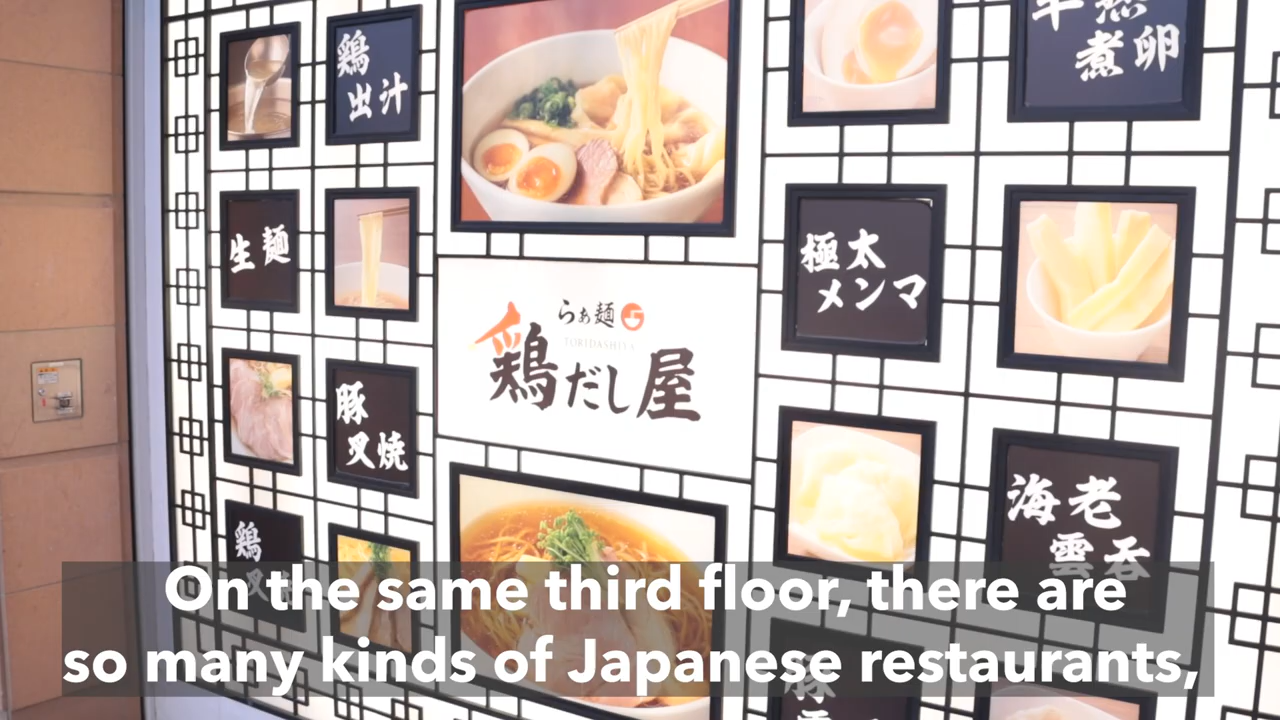 鶏
出汁
生麺
豚
叉焼
鶏
らぁ麺
TORIDASHIYA
鶏だし屋
煮卵
極太
メンマ
海老
雲呑
On the same third floor, there are
so many kinds of Japanese restaurants,